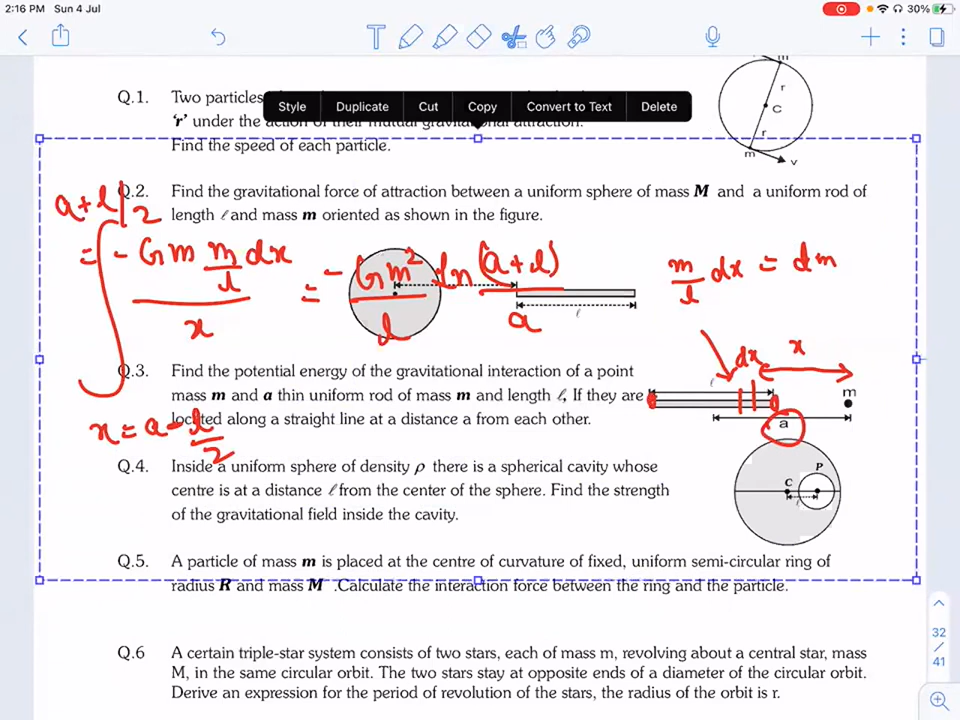 2:16 PM Sun 4 Jul
30%
m
Q.1. Two particles
Style Duplicate Cut Copy Convert to Text Delete
r
C
'r' under the
r
m
v
Find the speed of each particle.
Q.2. Find the gravitational force of attraction between a uniform sphere of mass M and a uniform rod of
length ℓ and mass m oriented as shown in the figure.
a+l/2
= ∫ - Gm m/l dx / x = - Gm²/l ln (a+l)/a
m/l dx = dm
x = a - l/2
ℓ
Q.3. Find the potential energy of the gravitational interaction of a point
mass m and a thin uniform rod of mass m and length ℓ, If they are
located along a straight line at a distance a from each other.
dx x
ℓ
m
a
Q.4. Inside a uniform sphere of density ρ there is a spherical cavity whose
centre is at a distance ℓ from the center of the sphere. Find the strength
of the gravitational field inside the cavity.
P
C
ℓ
Q.5. A particle of mass m is placed at the centre of curvature of fixed, uniform semi-circular ring of
radius R and mass M .Calculate the interaction force between the ring and the particle.
32
/
41
Q.6 A certain triple-star system consists of two stars, each of mass m, revolving about a central star, mass
M, in the same circular orbit. The two stars stay at opposite ends of a diameter of the circular orbit.
Derive an expression for the period of revolution of the stars, the radius of the orbit is r.